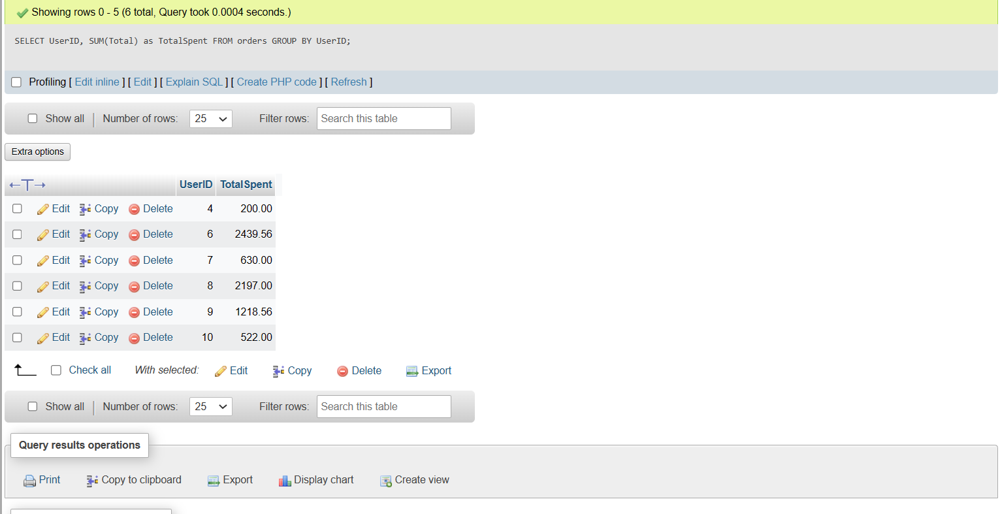 Showing rows 0 - 5 (6 total, Query took 0.0004 seconds.)
SELECT UserID, SUM(Total) as TotalSpent FROM orders GROUP BY UserID;
Profiling [ Edit inline ] [ Edit ] [ Explain SQL ] [ Create PHP code ] [ Refresh ]
Show all Number of rows: 25 Filter rows: Search this table
Extra options
UserID TotalSpent
Edit Copy Delete 4 200.00
Edit Copy Delete 6 2439.56
Edit Copy Delete 7 630.00
Edit Copy Delete 8 2197.00
Edit Copy Delete 9 1218.56
Edit Copy Delete 10 522.00
Check all With selected: Edit Copy Delete Export
Show all Number of rows: 25 Filter rows: Search this table
Query results operations
Print Copy to clipboard Export Display chart Create view